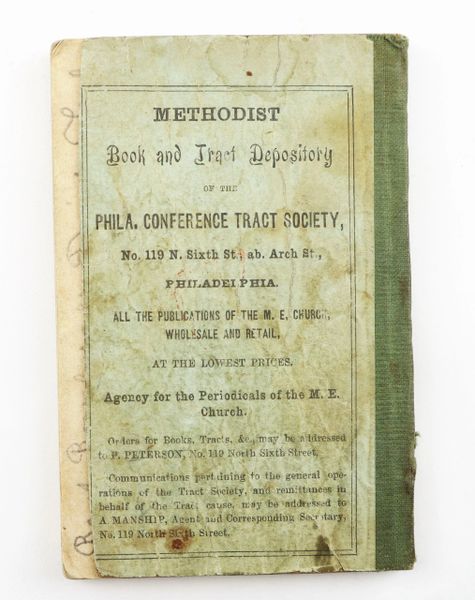 METHODIST
Book and Tract Depository
OF THE
PHILA. CONFERENCE TRACT SOCIETY,
No. 119 N. Sixth St., ab. Arch St.,
PHILADELPHIA.
ALL THE PUBLICATIONS OF THE M. E. CHURCH,
WHOLESALE AND RETAIL,
AT THE LOWEST PRICES.
Agency for the Periodicals of the M. E.
Church.
Orders for Books, Tracts, &c., may be addressed
to P. PETERSON, No. 119 North Sixth Street.
Communications pertaining to the general ope-
rations of the Tract Society, and remittances in
behalf of the Tract cause, may be addressed to
A. MANSHIP, Agent and Corresponding Secretary,
No. 119 North Sixth Street.